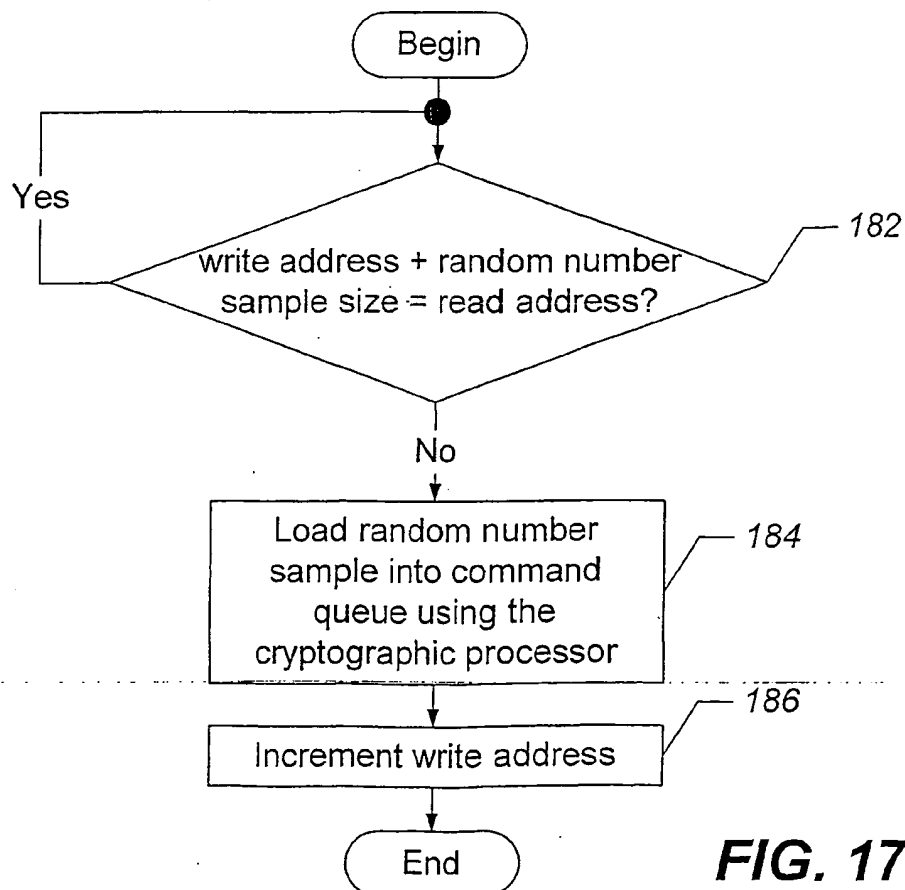 Begin
Yes
182
write address + random number
sample size = read address?
No
Load random number
sample into command
queue using the
cryptographic processor
184
186
Increment write address
End
FIG. 17